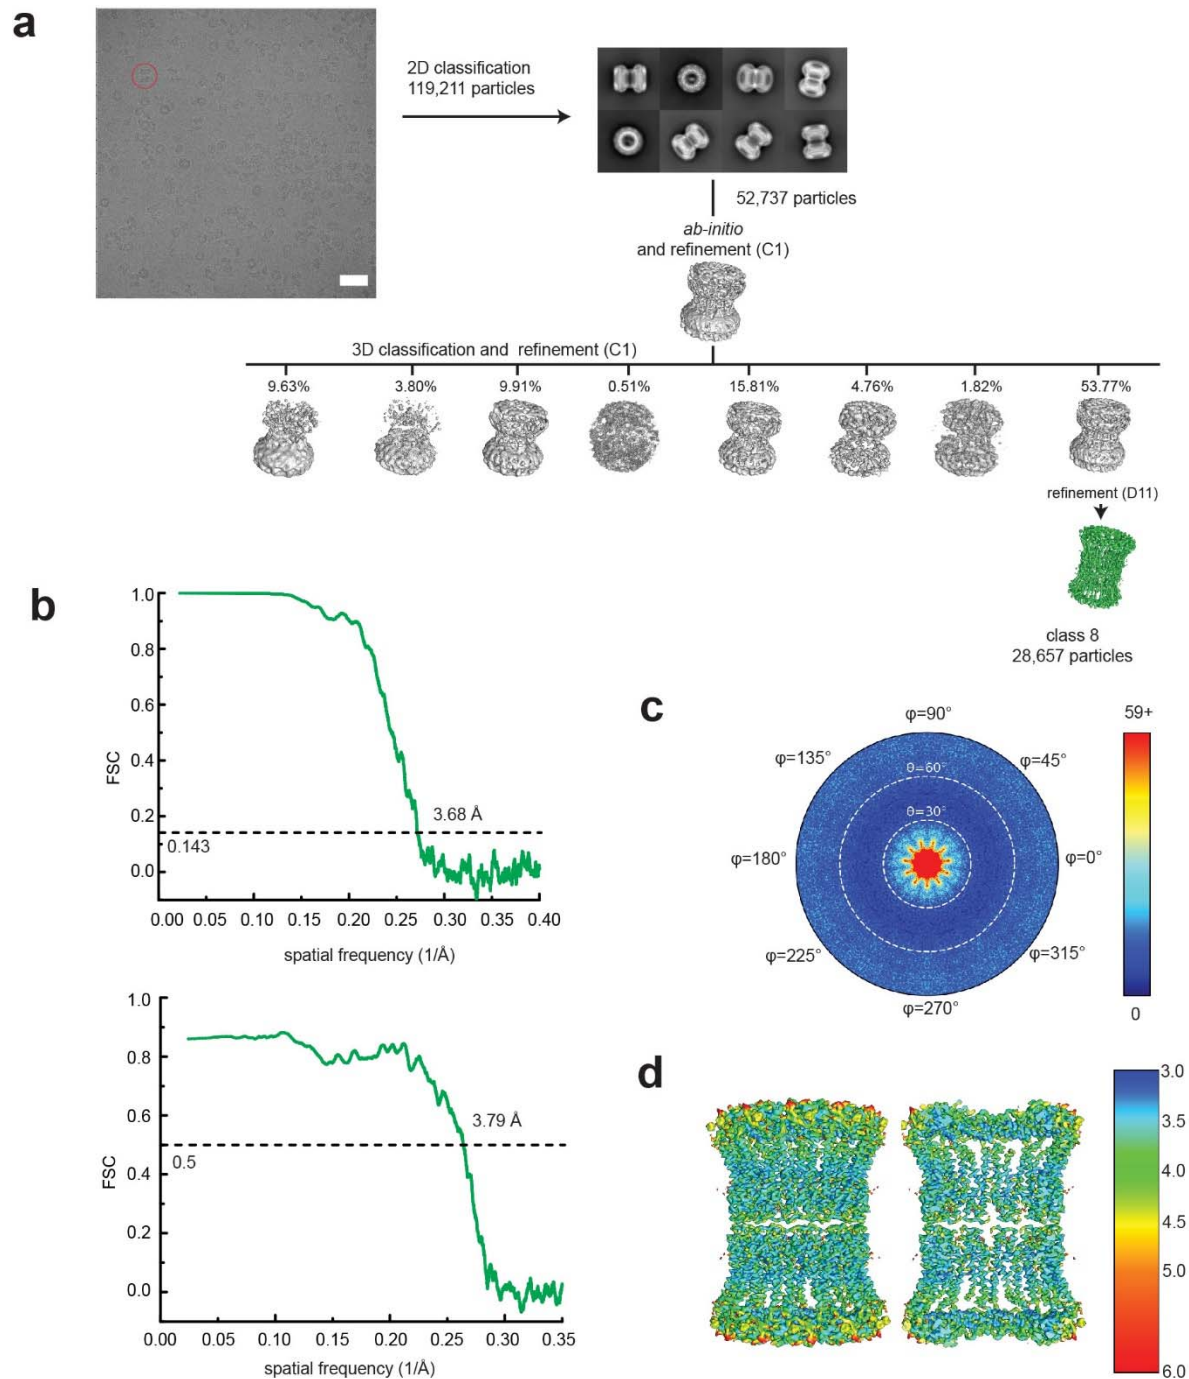 a
2D classification
119,211 particles
52,737 particles
ab-initio
and refinement (C1)
3D classification and refinement (C1)
9.63% 3.80% 9.91% 0.51% 15.81% 4.76% 1.82% 53.77%
refinement (D11)
class 8
28,657 particles
b
1.0
0.8
0.6
0.4
0.2
0.0
FSC
3.68 Å
0.143
0.00 0.05 0.10 0.15 0.20 0.25 0.30 0.35 0.40
spatial frequency (1/Å)
1.0
0.8
0.6
0.4
0.2
0.0
FSC
3.79 Å
0.5
0.00 0.05 0.10 0.15 0.20 0.25 0.30 0.35
spatial frequency (1/Å)
c
φ=90°
φ=135° φ=45°
θ=60°
θ=30°
φ=180° φ=0°
φ=225° φ=315°
φ=270°
59+
0
d
3.0
3.5
4.0
4.5
5.0
6.0